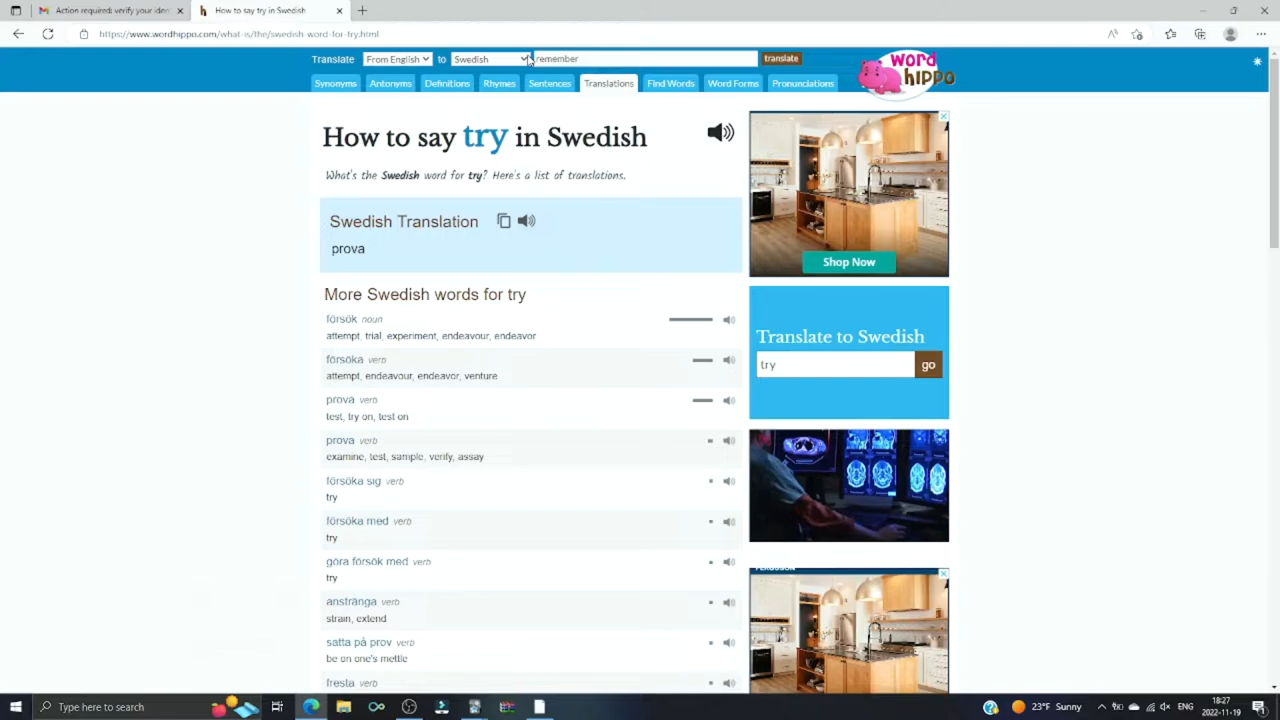 Action required: verify your iden
How to say try in Swedish
https://www.wordhippo.com/what-is/the/swedish-word-for-try.html
Translate From English to Swedish remember translate
word hippo
Synonyms Antonyms Definitions Rhymes Sentences Translations Find Words Word Forms Pronunciations
How to say try in Swedish
What's the Swedish word for try? Here's a list of translations.
Swedish Translation
prova
More Swedish words for try
försök noun
attempt, trial, experiment, endeavour, endeavor
försöka verb
attempt, endeavour, endeavor, venture
prova verb
test, try on, test on
prova verb
examine, test, sample, verify, assay
försöka sig verb
try
försöka med verb
try
göra försök med verb
try
anstränga verb
strain, extend
satta på prov verb
be on one's mettle
fresta verb
Shop Now
Translate to Swedish
try go
FERGUSON
Type here to search
23°F Sunny
ENG
18:27
2022-11-19